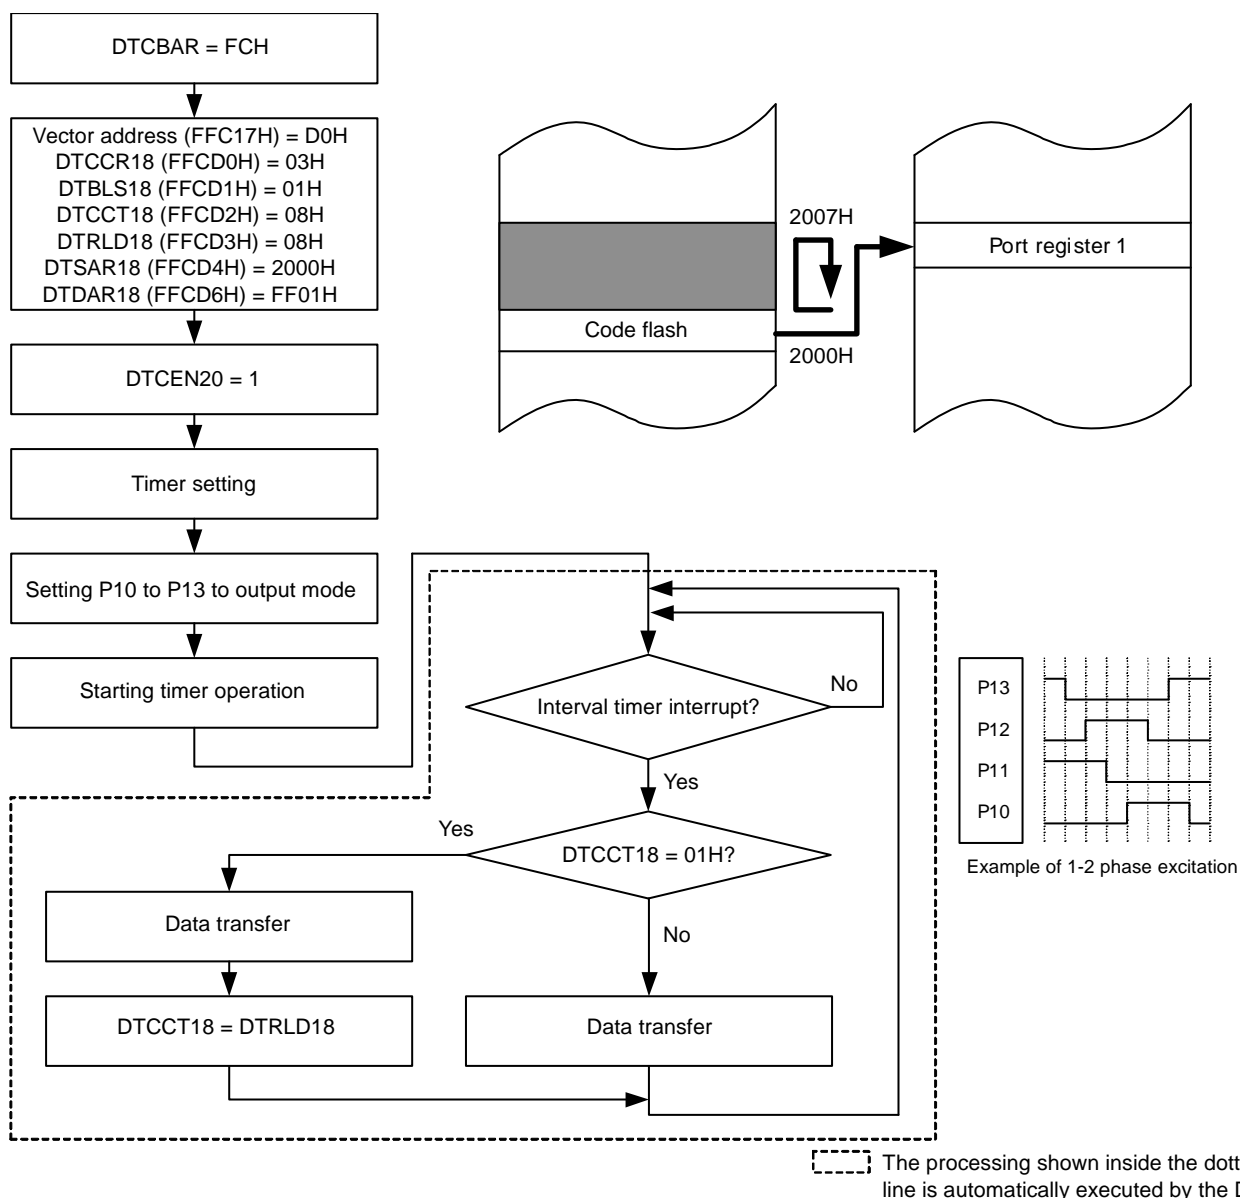 DTCBAR = FCH
Vector address (FFC17H) = D0H
DTCCR18 (FFCD0H) = 03H
DTBLS18 (FFCD1H) = 01H
DTCCT18 (FFCD2H) = 08H
DTRLD18 (FFCD3H) = 08H
DTSAR18 (FFCD4H) = 2000H
DTDAR18 (FFCD6H) = FF01H
DTCEN20 = 1
Timer setting
Setting P10 to P13 to output mode
Starting timer operation
2007H
Port register 1
Code flash
2000H
Interval timer interrupt?
No
Yes
DTCCT18 = 01H?
Yes
No
Data transfer
DTCCT18 = DTRLD18
Data transfer
P13
P12
P11
P10
Example of 1-2 phase excitation
The processing shown inside the
line is automatically executed by the